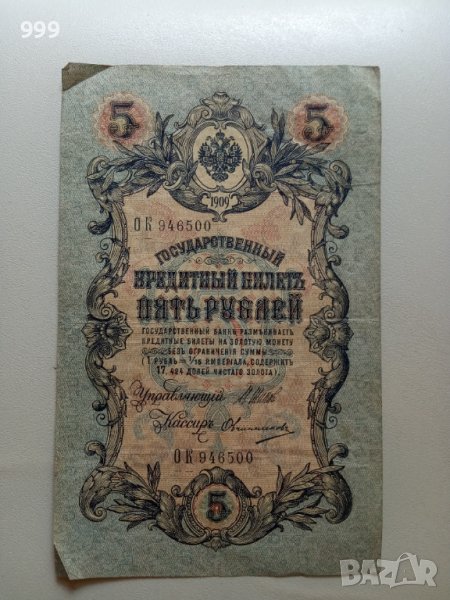 999
5 5
1909
ОК 946500
ГОСУДАРСТВЕННЫЙ
КРЕДИТНЫЙ БИЛЕТЪ
ПЯТЬ РУБЛЕЙ
ГОСУДАРСТВЕННЫЙ БАНКЪ РАЗМѢНИВАЕТЪ
КРЕДИТНЫЕ БИЛЕТЫ НА ЗОЛОТУЮ МОНЕТУ
БЕЗЪ ОГРАНИЧЕНІЯ СУММЫ
(1 РУБЛЬ = 1/15 ИМПЕРІАЛА, СОДЕРЖИТЪ
17,424 ДОЛЕЙ ЧИСТАГО ЗОЛОТА).
Управляющій
Кассиръ Овчинниковъ
ОК 946500
5
BAZAR